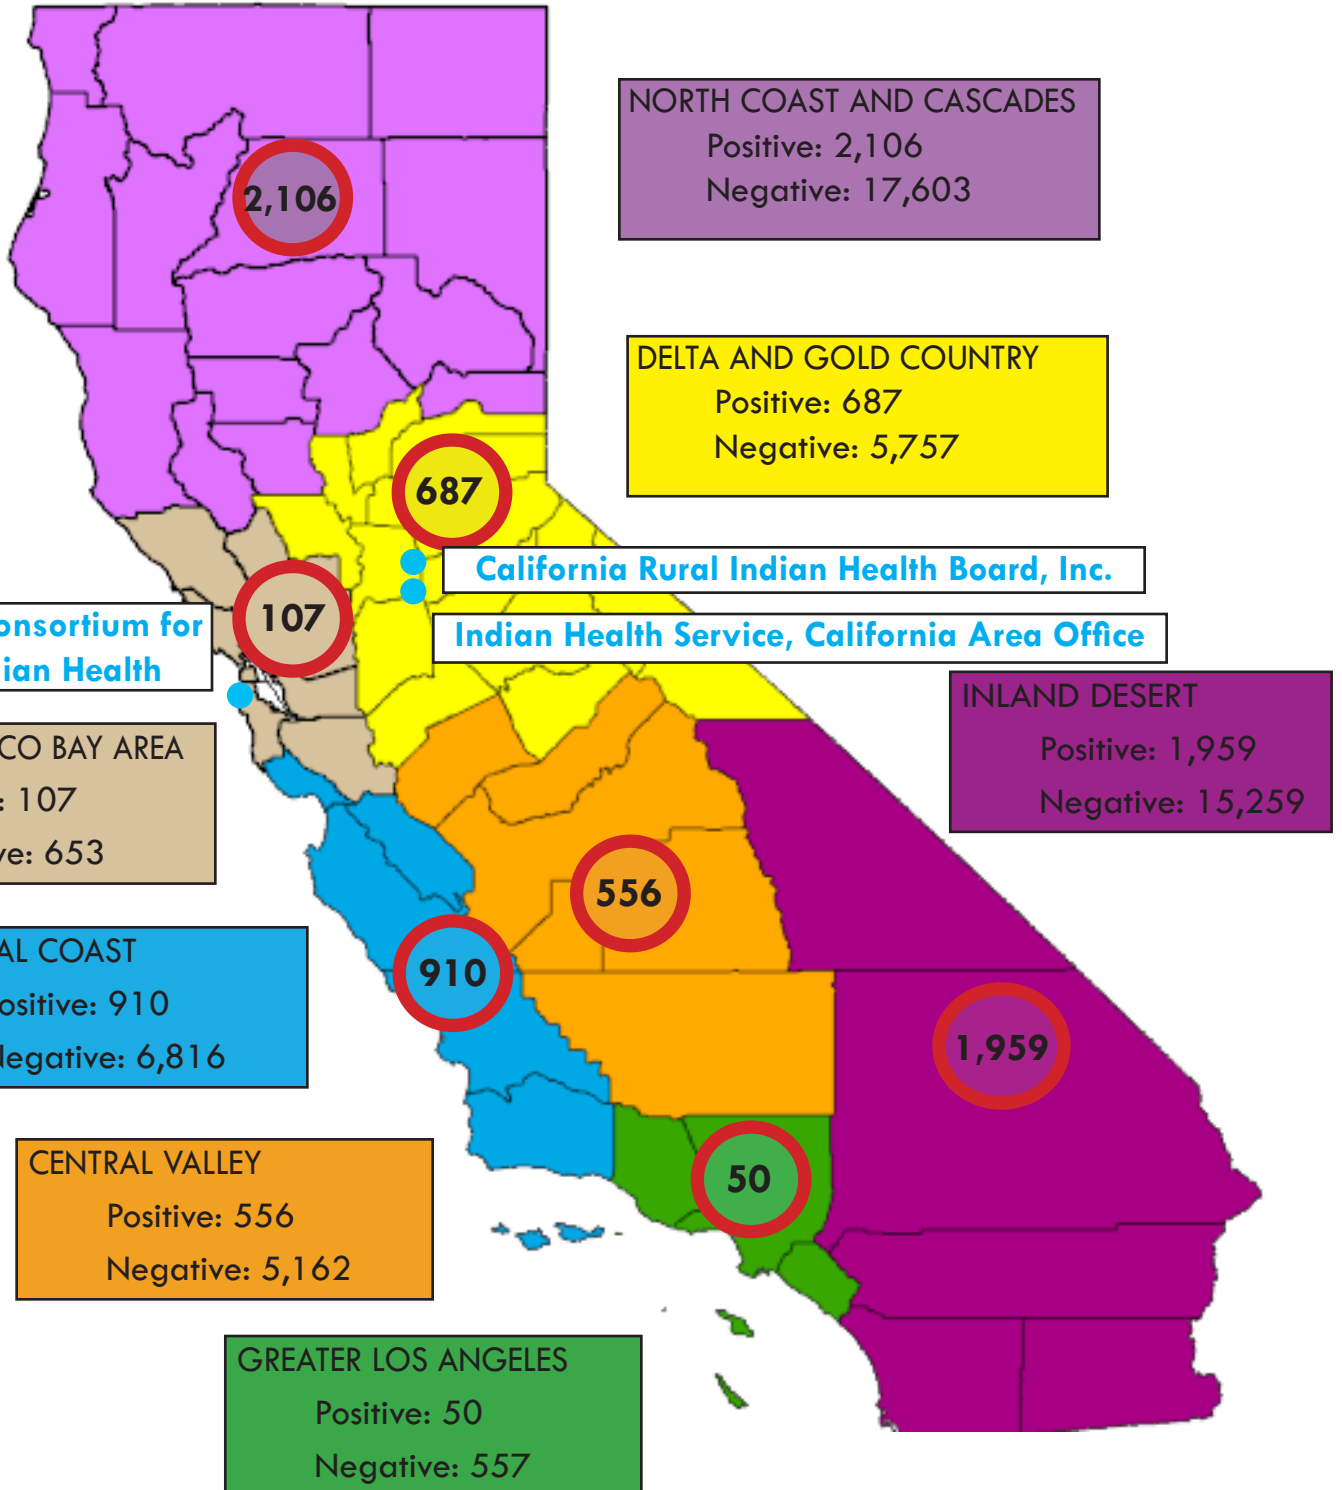 NORTH COAST AND CASCADES
Positive: 2,106
Negative: 17,603
2,106
DELTA AND GOLD COUNTRY
Positive: 687
Negative: 5,757
687
California Rural Indian Health Board, Inc.
107
onsortium for
Indian Health Service, California Area Office
ian Health
INLAND DESERT
Positive: 1,959
Negative: 15,259
CO BAY AREA
: 107
ve: 653
556
AL COAST
ositive: 910
legative: 6,816
910
1,959
CENTRAL VALLEY
Positive: 556
Negative: 5,162
50
GREATER LOS ANGELES
Positive: 50
Negative: 557